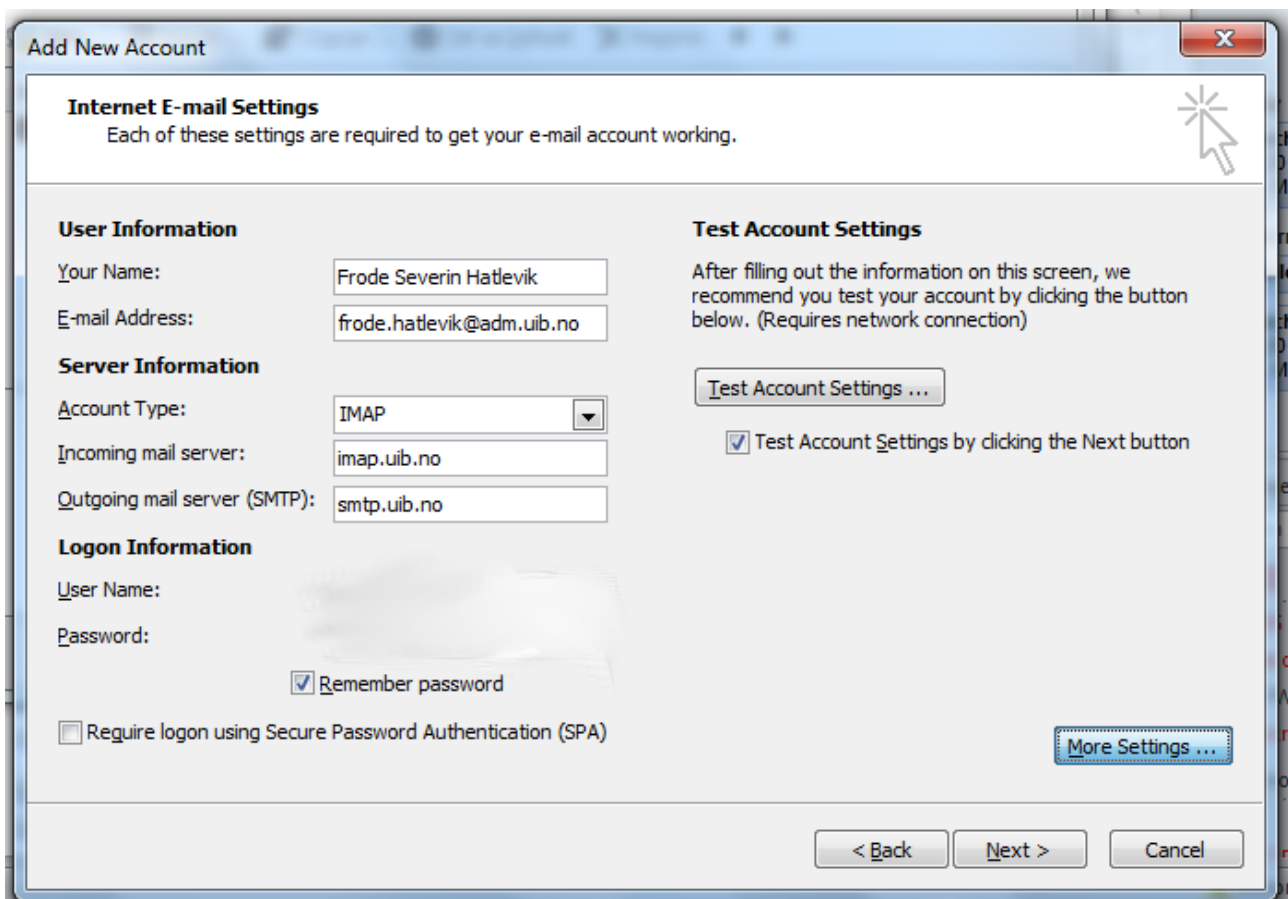 Add New Account
Internet E-mail Settings
Each of these settings are required to get your e-mail account working.
User Information
Your Name:
Frode Severin Hatlevik
E-mail Address:
frode.hatlevik@adm.uib.no
Server Information
Account Type:
IMAP
Incoming mail server:
imap.uib.no
Outgoing mail server (SMTP):
smtp.uib.no
Logon Information
User Name:
Password:
Remember password
Require logon using Secure Password Authentication (SPA)
Test Account Settings
After filling out the information on this screen, we
recommend you test your account by clicking the button
below. (Requires network connection)
Test Account Settings ...
Test Account Settings by clicking the Next button
More Settings ...
< Back
Next >
Cancel